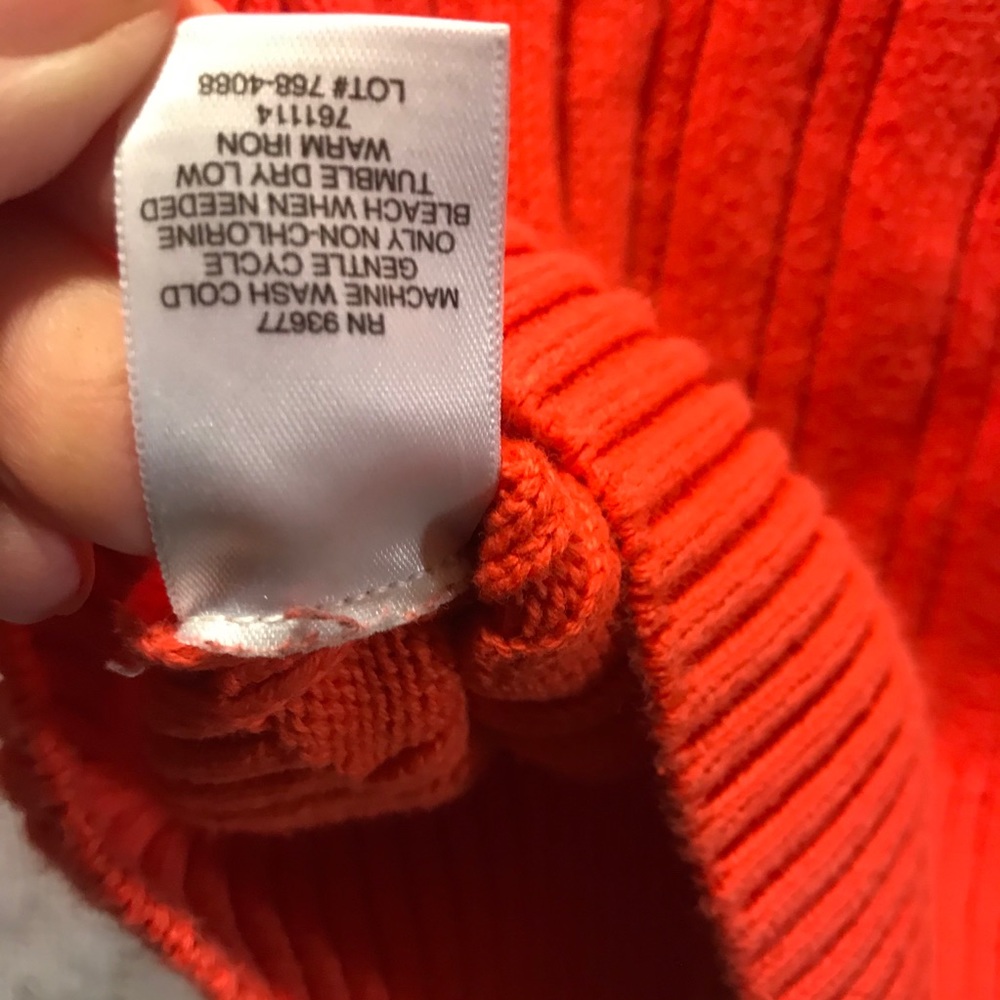 RN 93677
MACHINE WASH COLD
GENTLE CYCLE
ONLY NON-CHLORINE
BLEACH WHEN NEEDED
TUMBLE DRY LOW
WARM IRON
761114
LOT# 768-4088